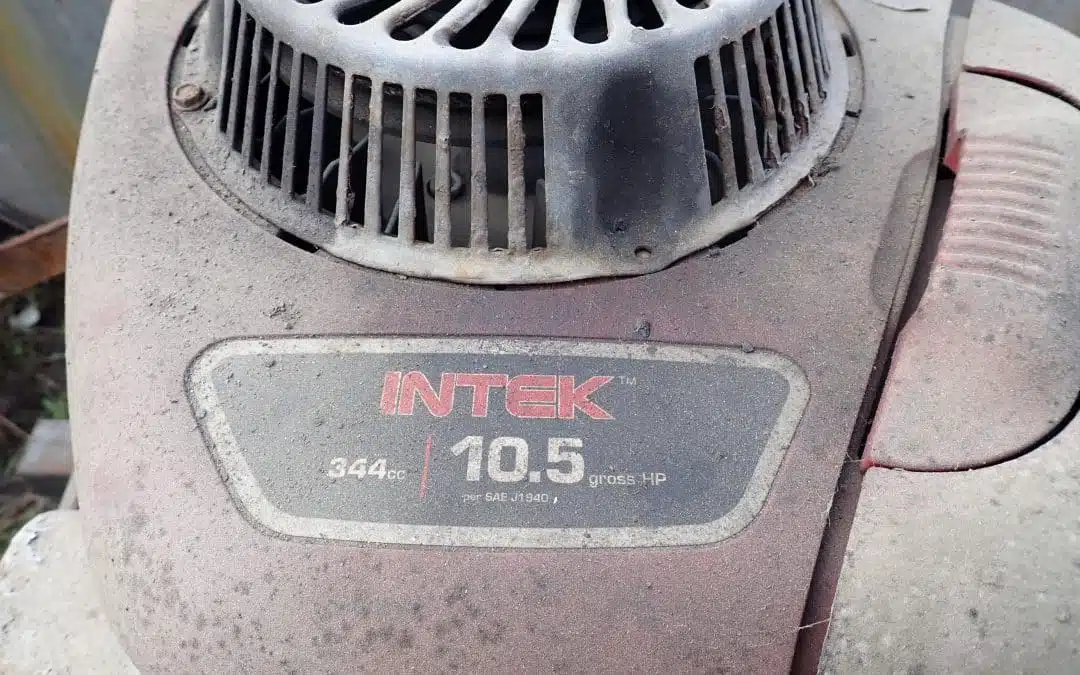 INTEK™
344cc | 10.5 gross HP
per SAE J1940